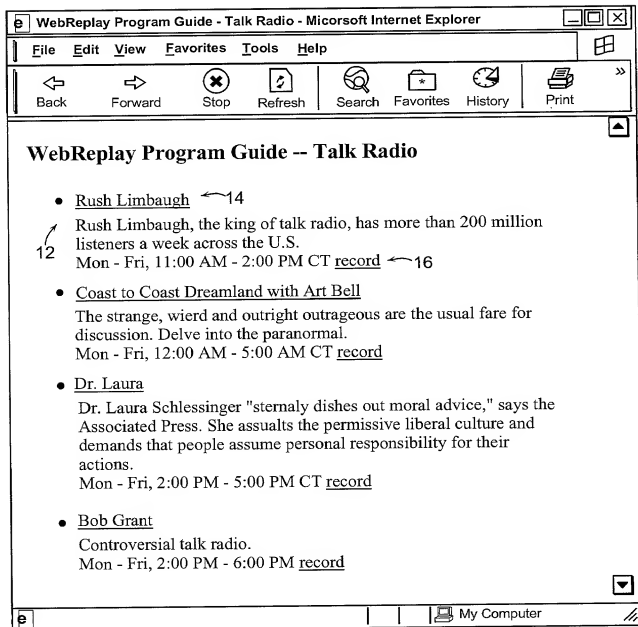 e WebReplay Program Guide - Talk Radio - Micorsoft Internet Explorer
File Edit View Favorites Tools Help
Back Forward Stop Refresh Search Favorites History Print »
WebReplay Program Guide -- Talk Radio
• Rush Limbaugh 14
12 Rush Limbaugh, the king of talk radio, has more than 200 million
listeners a week across the U.S.
Mon - Fri, 11:00 AM - 2:00 PM CT record 16
• Coast to Coast Dreamland with Art Bell
The strange, wierd and outright outrageous are the usual fare for
discussion. Delve into the paranormal.
Mon - Fri, 12:00 AM - 5:00 AM CT record
• Dr. Laura
Dr. Laura Schlessinger "sternaly dishes out moral advice," says the
Associated Press. She assualts the permissive liberal culture and
demands that people assume personal responsibility for their
actions.
Mon - Fri, 2:00 PM - 5:00 PM CT record
• Bob Grant
Controversial talk radio.
Mon - Fri, 2:00 PM - 6:00 PM record
e My Computer